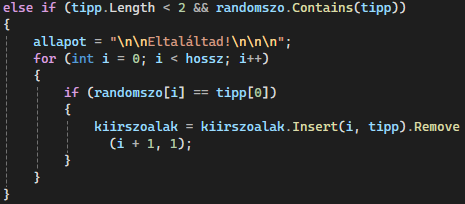 else if (tipp.Length < 2 && randomszo.Contains(tipp))
{
    allapot = "\n\nEltaláltad!\n\n\n";
    for (int i = 0; i < hossz; i++)
    {
        if (randomszo[i] == tipp[0])
        {
            kiirszoalak = kiirszoalak.Insert(i, tipp).Remove
              (i + 1, 1);
        }
    }
}